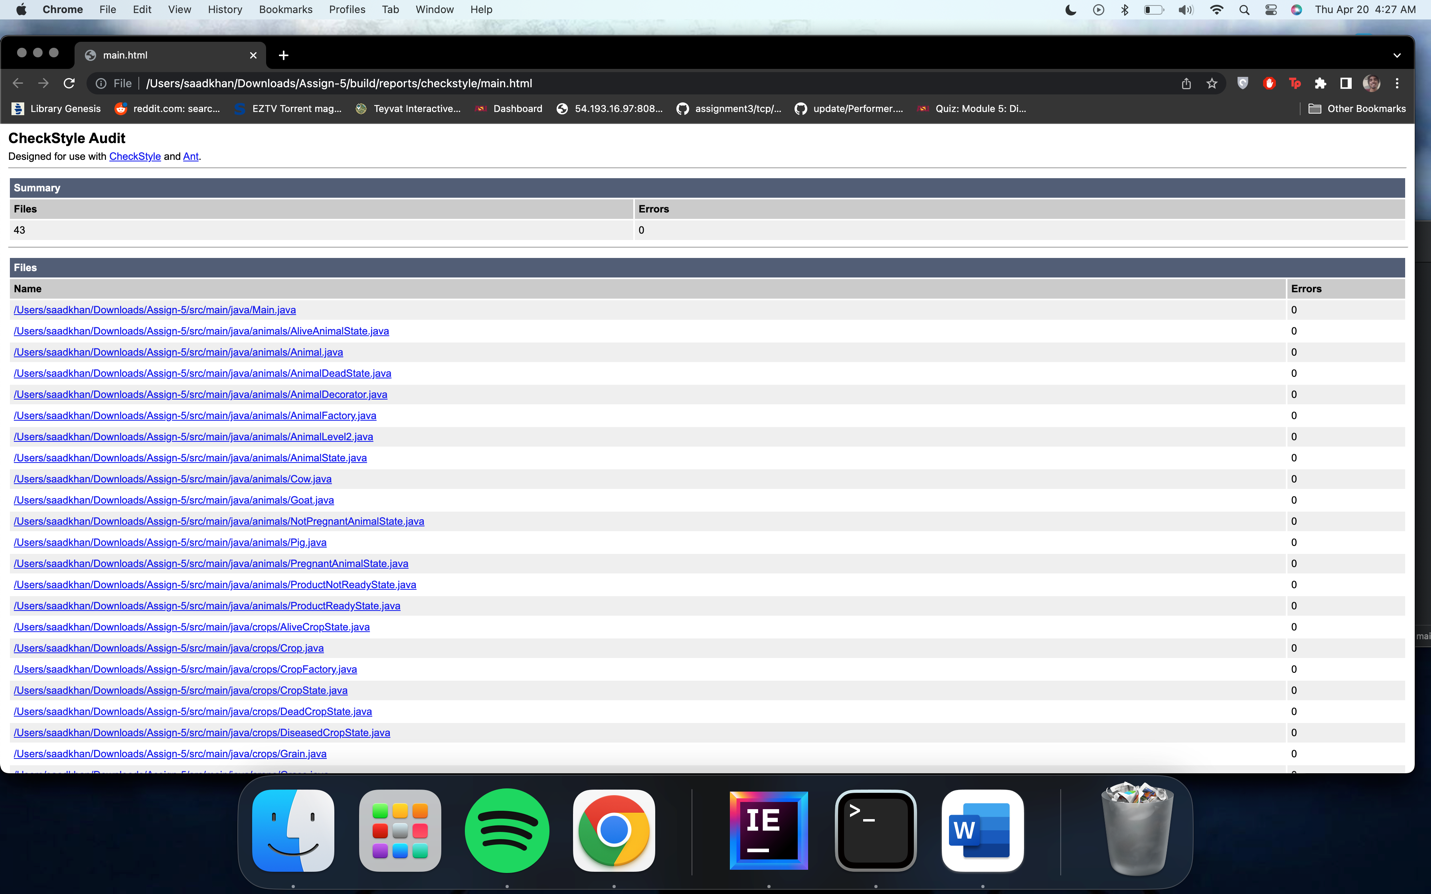 Chrome File Edit View History Bookmarks Profiles Tab Window Help Thu Apr 20 4:27 AM
main.html
File /Users/saadkhan/Downloads/Assign-5/build/reports/checkstyle/main.html
Library Genesis reddit.com: searc... EZTV Torrent mag... Teyvat Interactive... Dashboard 54.193.16.97:808... assignment3/tcp/... update/Performer.... Quiz: Module 5: Di... Other Bookmarks
CheckStyle Audit
Designed for use with CheckStyle and Ant.
Summary
Files Errors
43 0
Files
Name Errors
/Users/saadkhan/Downloads/Assign-5/src/main/java/Main.java 0
/Users/saadkhan/Downloads/Assign-5/src/main/java/animals/AliveAnimalState.java 0
/Users/saadkhan/Downloads/Assign-5/src/main/java/animals/Animal.java 0
/Users/saadkhan/Downloads/Assign-5/src/main/java/animals/AnimalDeadState.java 0
/Users/saadkhan/Downloads/Assign-5/src/main/java/animals/AnimalDecorator.java 0
/Users/saadkhan/Downloads/Assign-5/src/main/java/animals/AnimalFactory.java 0
/Users/saadkhan/Downloads/Assign-5/src/main/java/animals/AnimalLevel2.java 0
/Users/saadkhan/Downloads/Assign-5/src/main/java/animals/AnimalState.java 0
/Users/saadkhan/Downloads/Assign-5/src/main/java/animals/Cow.java 0
/Users/saadkhan/Downloads/Assign-5/src/main/java/animals/Goat.java 0
/Users/saadkhan/Downloads/Assign-5/src/main/java/animals/NotPregnantAnimalState.java 0
/Users/saadkhan/Downloads/Assign-5/src/main/java/animals/Pig.java 0
/Users/saadkhan/Downloads/Assign-5/src/main/java/animals/PregnantAnimalState.java 0
/Users/saadkhan/Downloads/Assign-5/src/main/java/animals/ProductNotReadyState.java 0
/Users/saadkhan/Downloads/Assign-5/src/main/java/animals/ProductReadyState.java 0
/Users/saadkhan/Downloads/Assign-5/src/main/java/crops/AliveCropState.java 0
/Users/saadkhan/Downloads/Assign-5/src/main/java/crops/Crop.java 0
/Users/saadkhan/Downloads/Assign-5/src/main/java/crops/CropFactory.java 0
/Users/saadkhan/Downloads/Assign-5/src/main/java/crops/CropState.java 0
/Users/saadkhan/Downloads/Assign-5/src/main/java/crops/DeadCropState.java 0
/Users/saadkhan/Downloads/Assign-5/src/main/java/crops/DiseasedCropState.java 0
/Users/saadkhan/Downloads/Assign-5/src/main/java/crops/Grain.java 0
mai
IE
>_
W